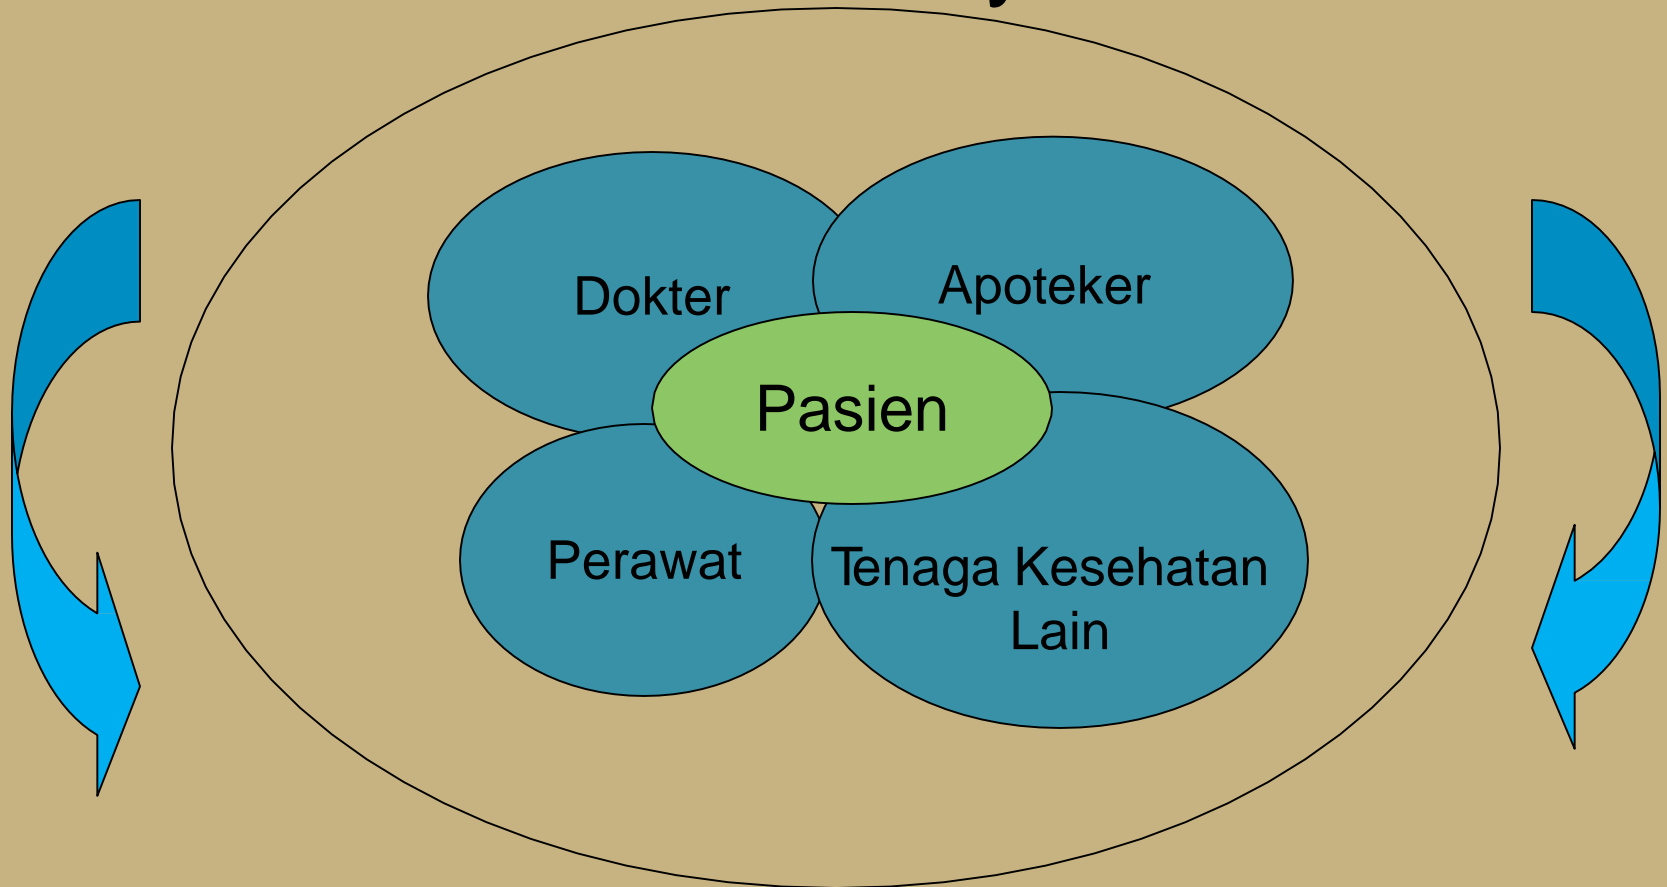 Dokter
Apoteker
Pasien
Perawat
Tenaga Kesehatan
Lain